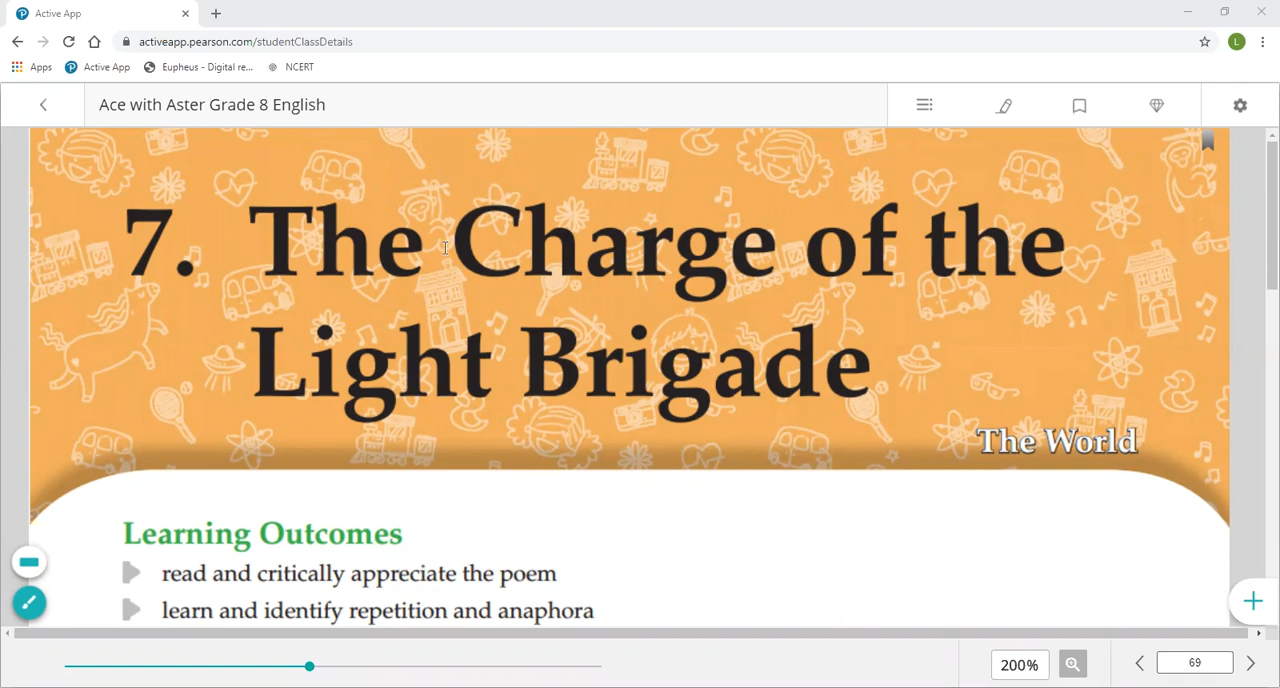 Active App
activeapp.pearson.com/studentClassDetails
L
Apps
Active App
Eupheus - Digital re...
NCERT
Ace with Aster Grade 8 English
7. The Charge of the
Light Brigade
The World
Learning Outcomes
read and critically appreciate the poem
learn and identify repetition and anaphora
200%
69